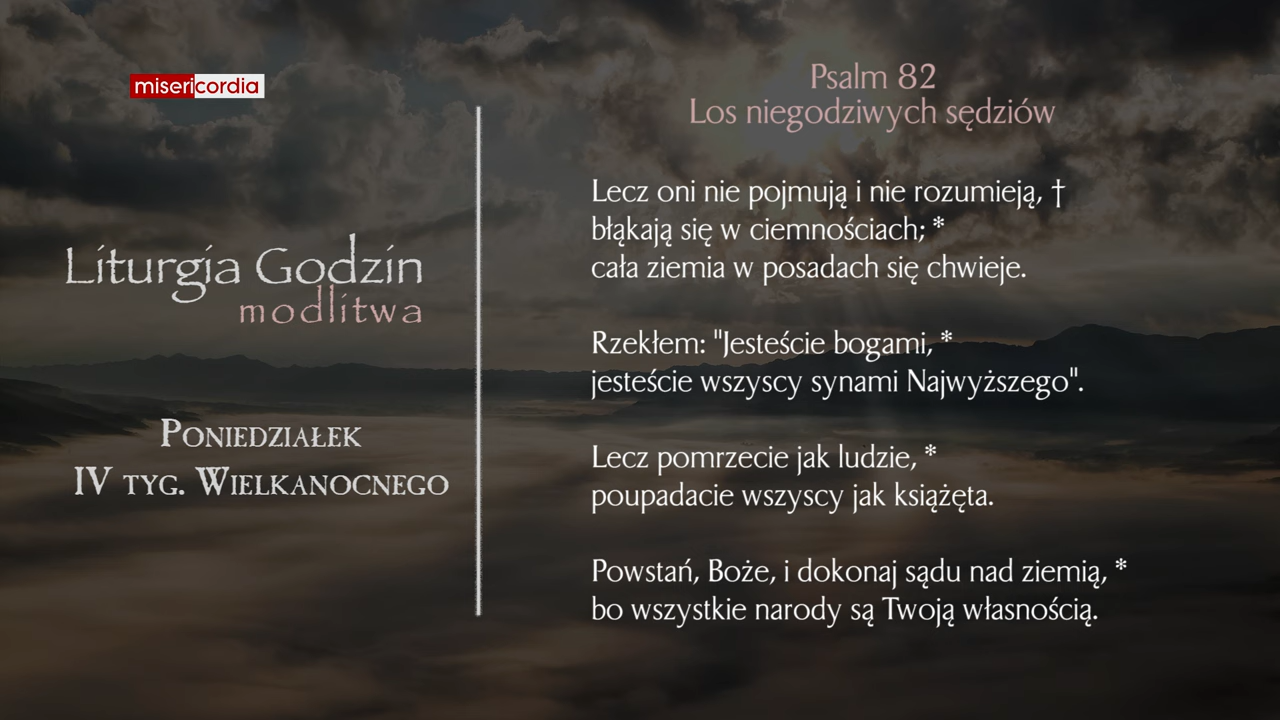 misericordia
Liturgia Godzin
modlitwa
Poniedziałek
IV tyg. Wielkanocnego
Psalm 82
Los niegodziwych sędziów
Lecz oni nie pojmują i nie rozumieją, †
błąkają się w ciemnościach; *
cała ziemia w posadach się chwieje.
Rzekłem: "Jesteście bogami, *
jesteście wszyscy synami Najwyższego".
Lecz pomrzecie jak ludzie, *
poupadacie wszyscy jak książęta.
Powstań, Boże, i dokonaj sądu nad ziemią, *
bo wszystkie narody są Twoją własnością.